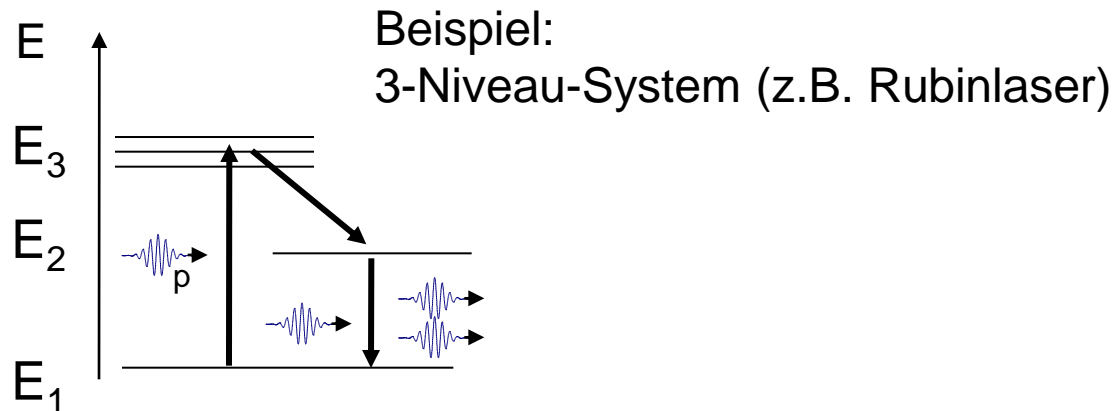 Beispiel:
3-Niveau-System (z.B. Rubinlaser)
E
E₃
E₂
p
E₁